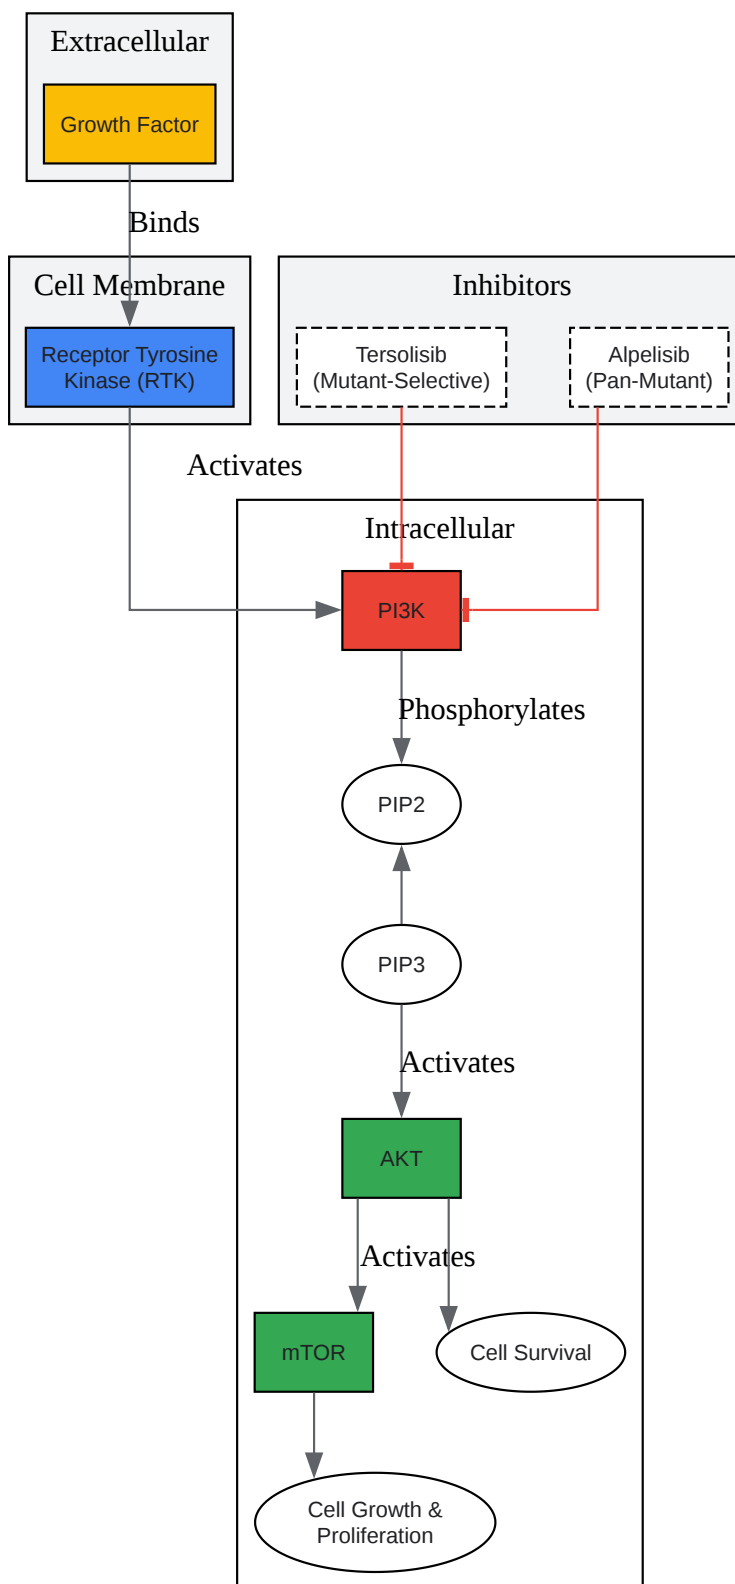 Extracellular
Growth Factor
Binds
Cell Membrane
Receptor Tyrosine
Kinase (RTK)
Inhibitors
Tersolisib
(Mutant-Selective)
Alpelisib
(Pan-Mutant)
Activates
Intracellular
PI3K
Phosphorylates
PIP2
PIP3
Activates
AKT
Activates
mTOR
Cell Survival
Cell Growth &
Proliferation